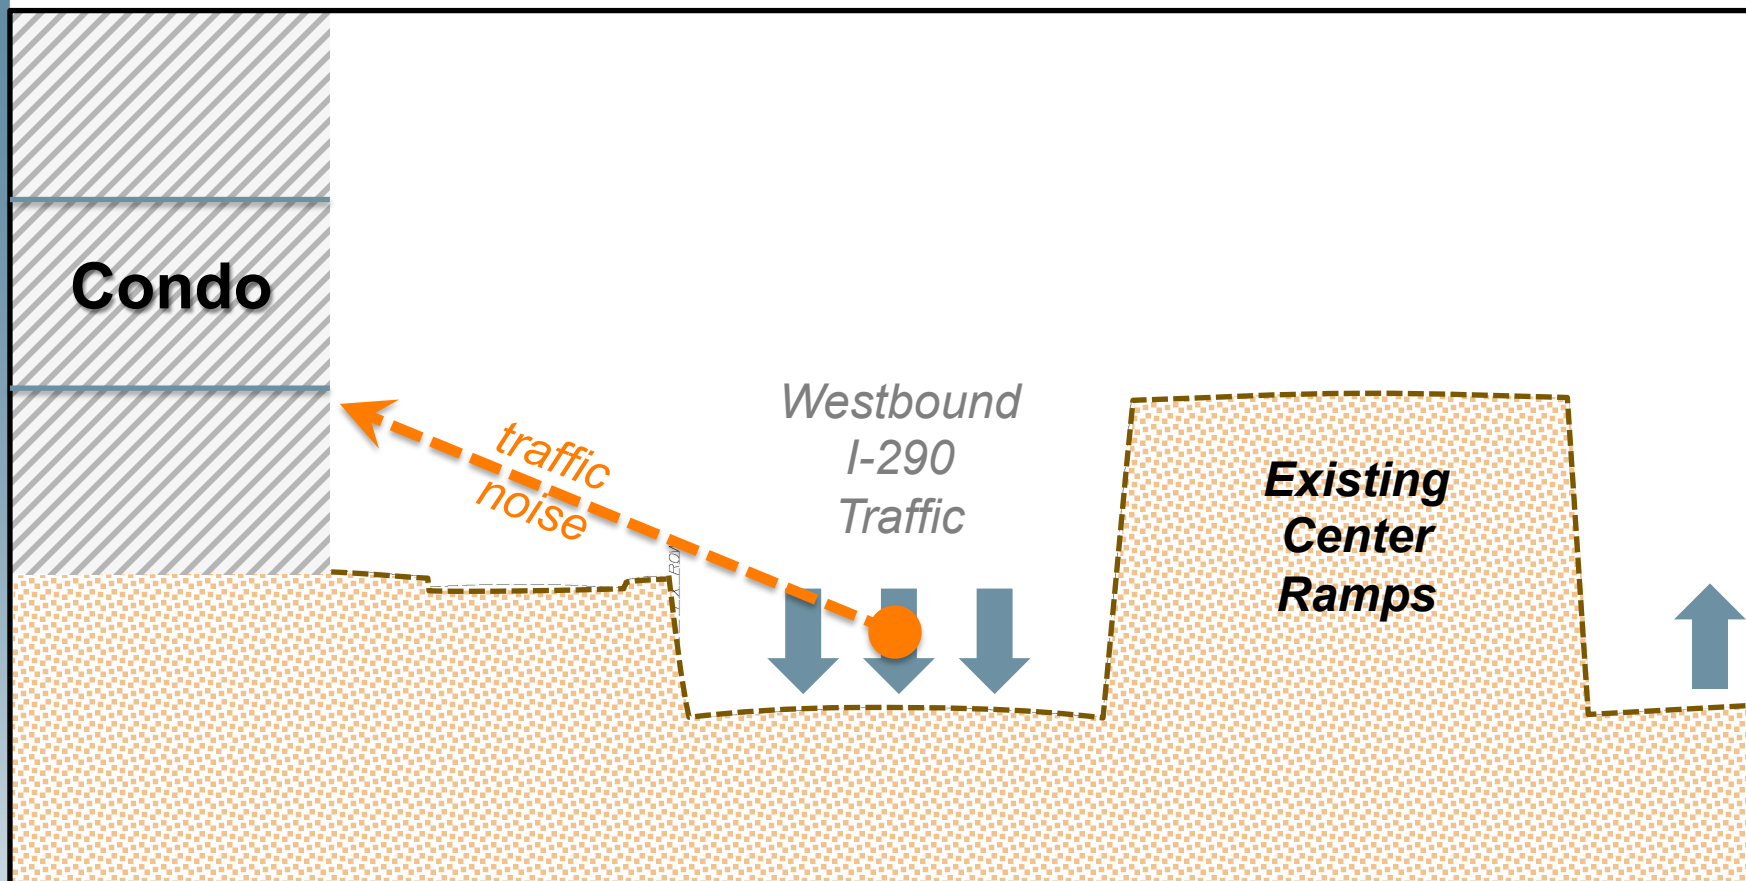 Condo
traffic
noise
Westbound
I-290
Traffic
Existing
Center
Ramps